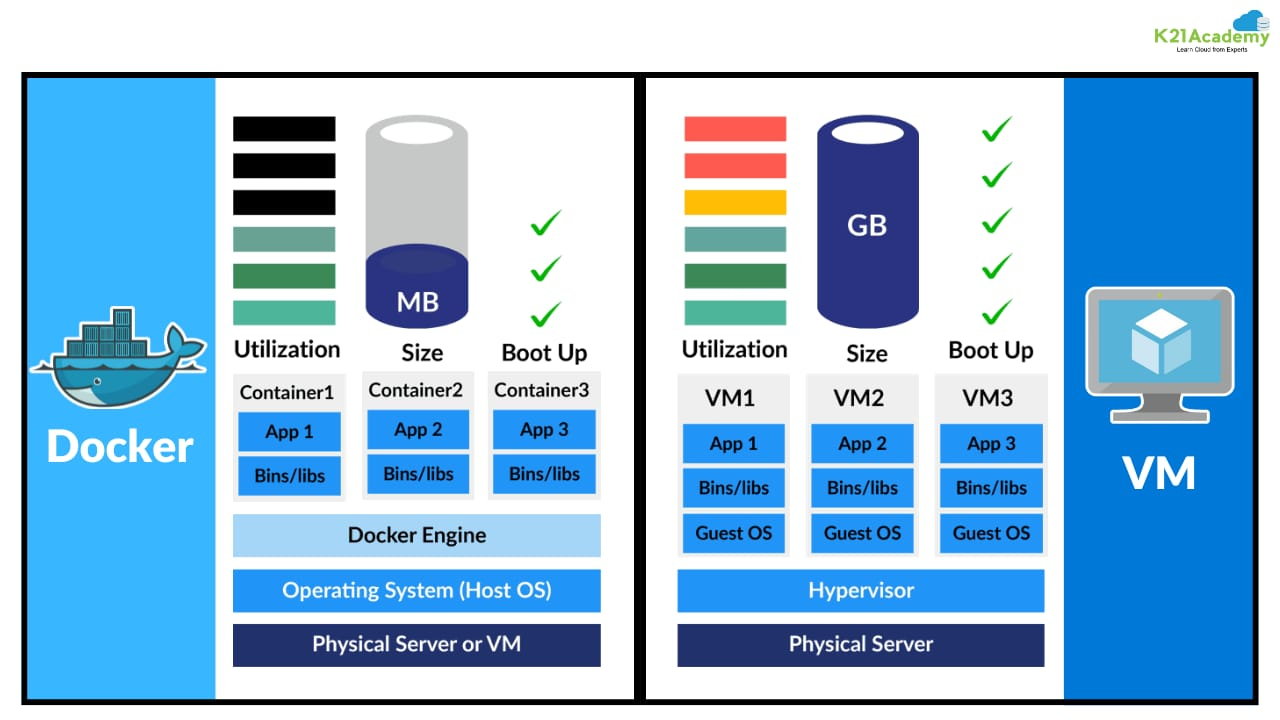 K21Academy
Learn Cloud from Experts
Docker
MB
Utilization
Size
Boot Up
Container1
App 1
Bins/libs
Container2
App 2
Bins/libs
Container3
App 3
Bins/libs
Docker Engine
Operating System (Host OS)
Physical Server or VM
GB
Utilization
Size
Boot Up
VM1
App 1
Bins/libs
Guest OS
VM2
App 2
Bins/libs
Guest OS
VM3
App 3
Bins/libs
Guest OS
Hypervisor
Physical Server
VM